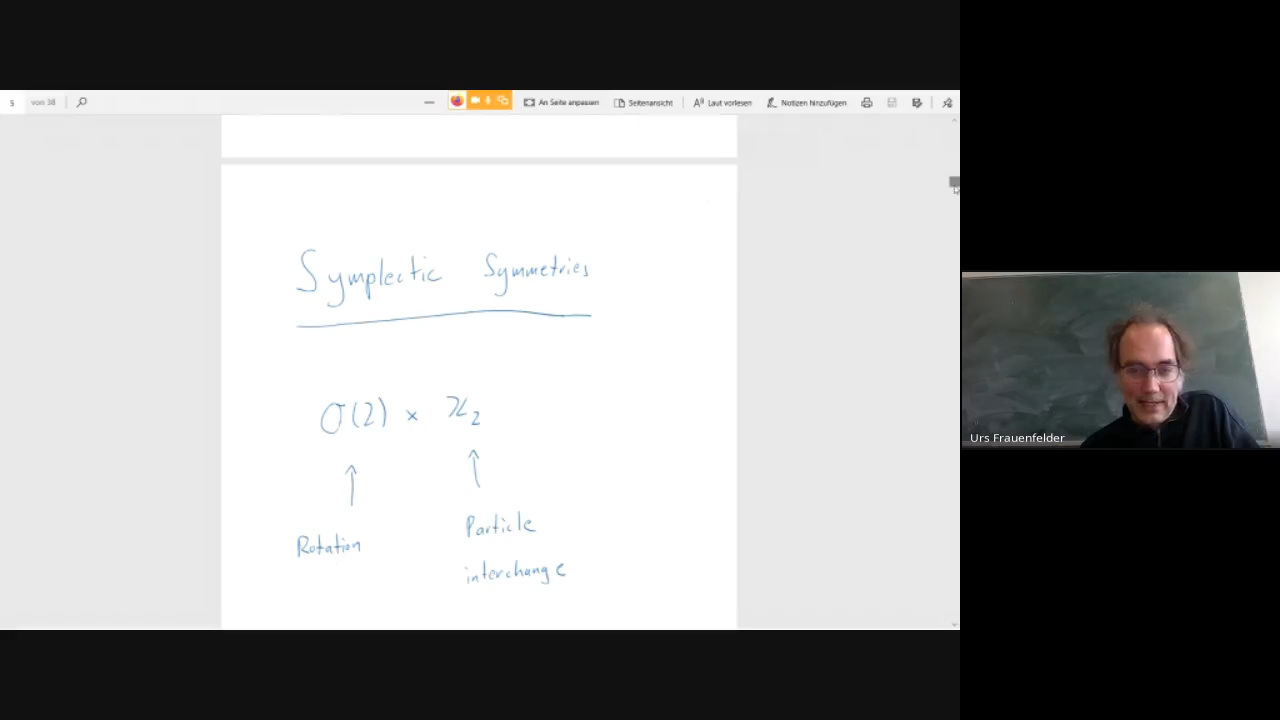 5 von 38 An Seite anpassen Seitenansicht Laut vorlesen Notizen hinzufügen
Symplectic Symmetries
O(2) × ℤ₂
↑ ↑
Rotation
Particle
interchange
Urs Frauenfelder